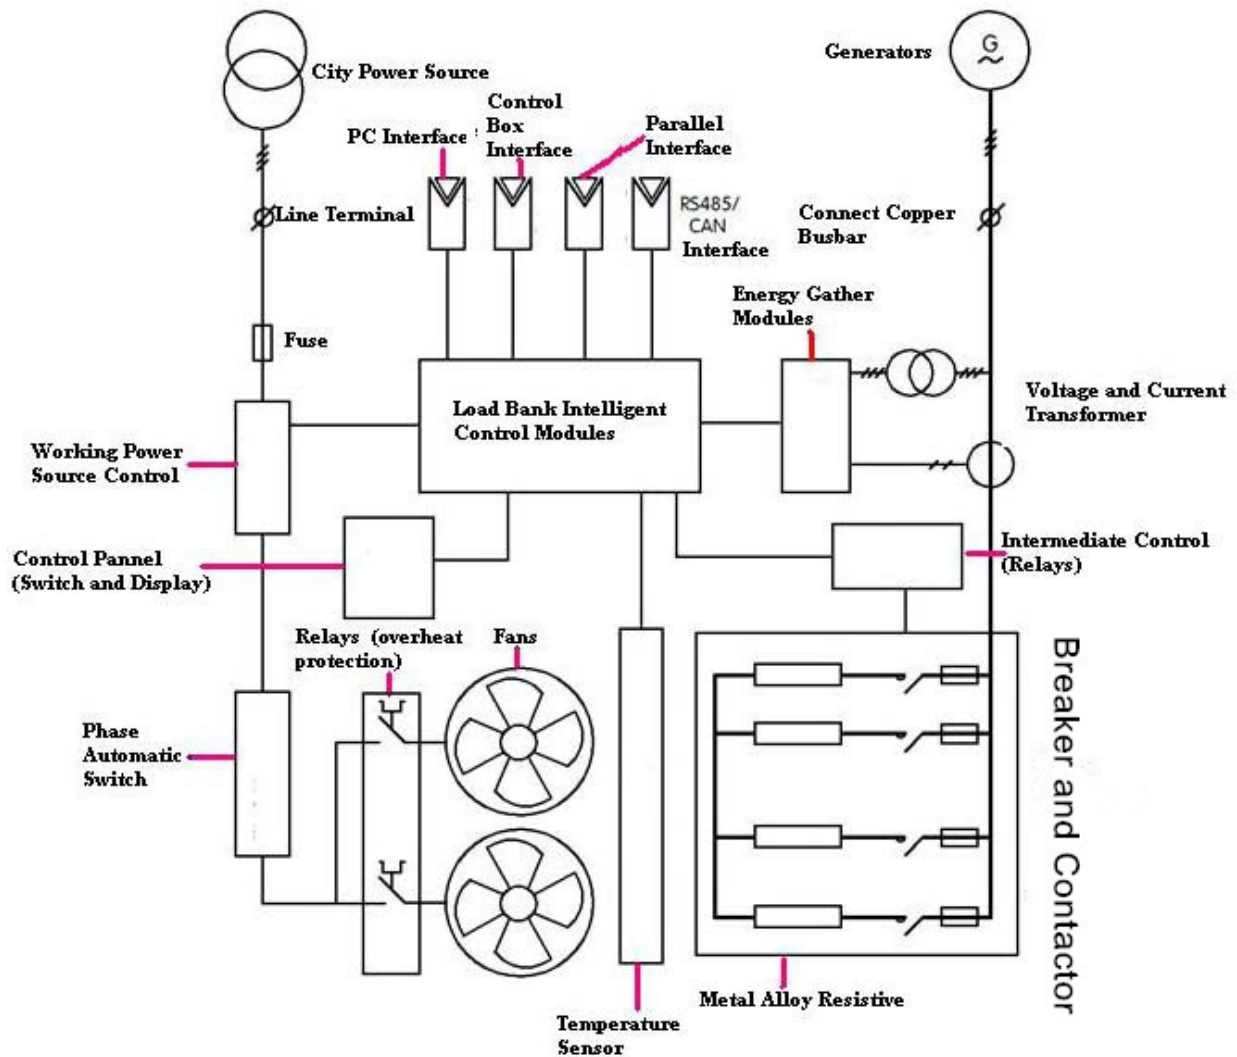 City Power Source
Generators
G
PC Interface
Control
Box
Interface
Parallel
Interface
Line Terminal
RS485/
CAN
Interface
Connect Copper
Busbar
Energy Gather
Modules
Fuse
Load Bank Intelligent
Control Modules
Voltage and Current
Transformer
Working Power
Source Control
Control Pannel
(Switch and Display)
Intermediate Control
(Relays)
Relays (overheat
protection)
Fans
Breaker and Contactor
Phase
Automatic
Switch
Metal Alloy Resistive
Temperature
Sensor